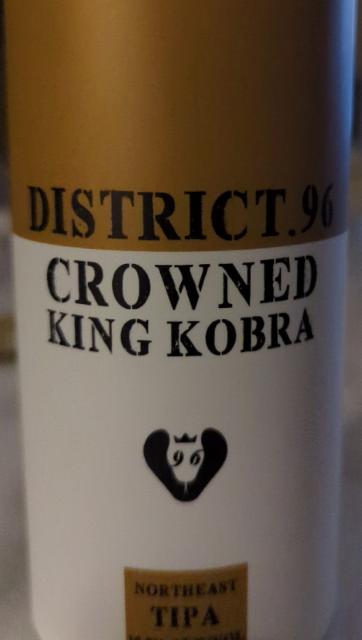 DISTRICT.96
CROWNED
KING KOBRA
96
NORTHEAST
TIPA